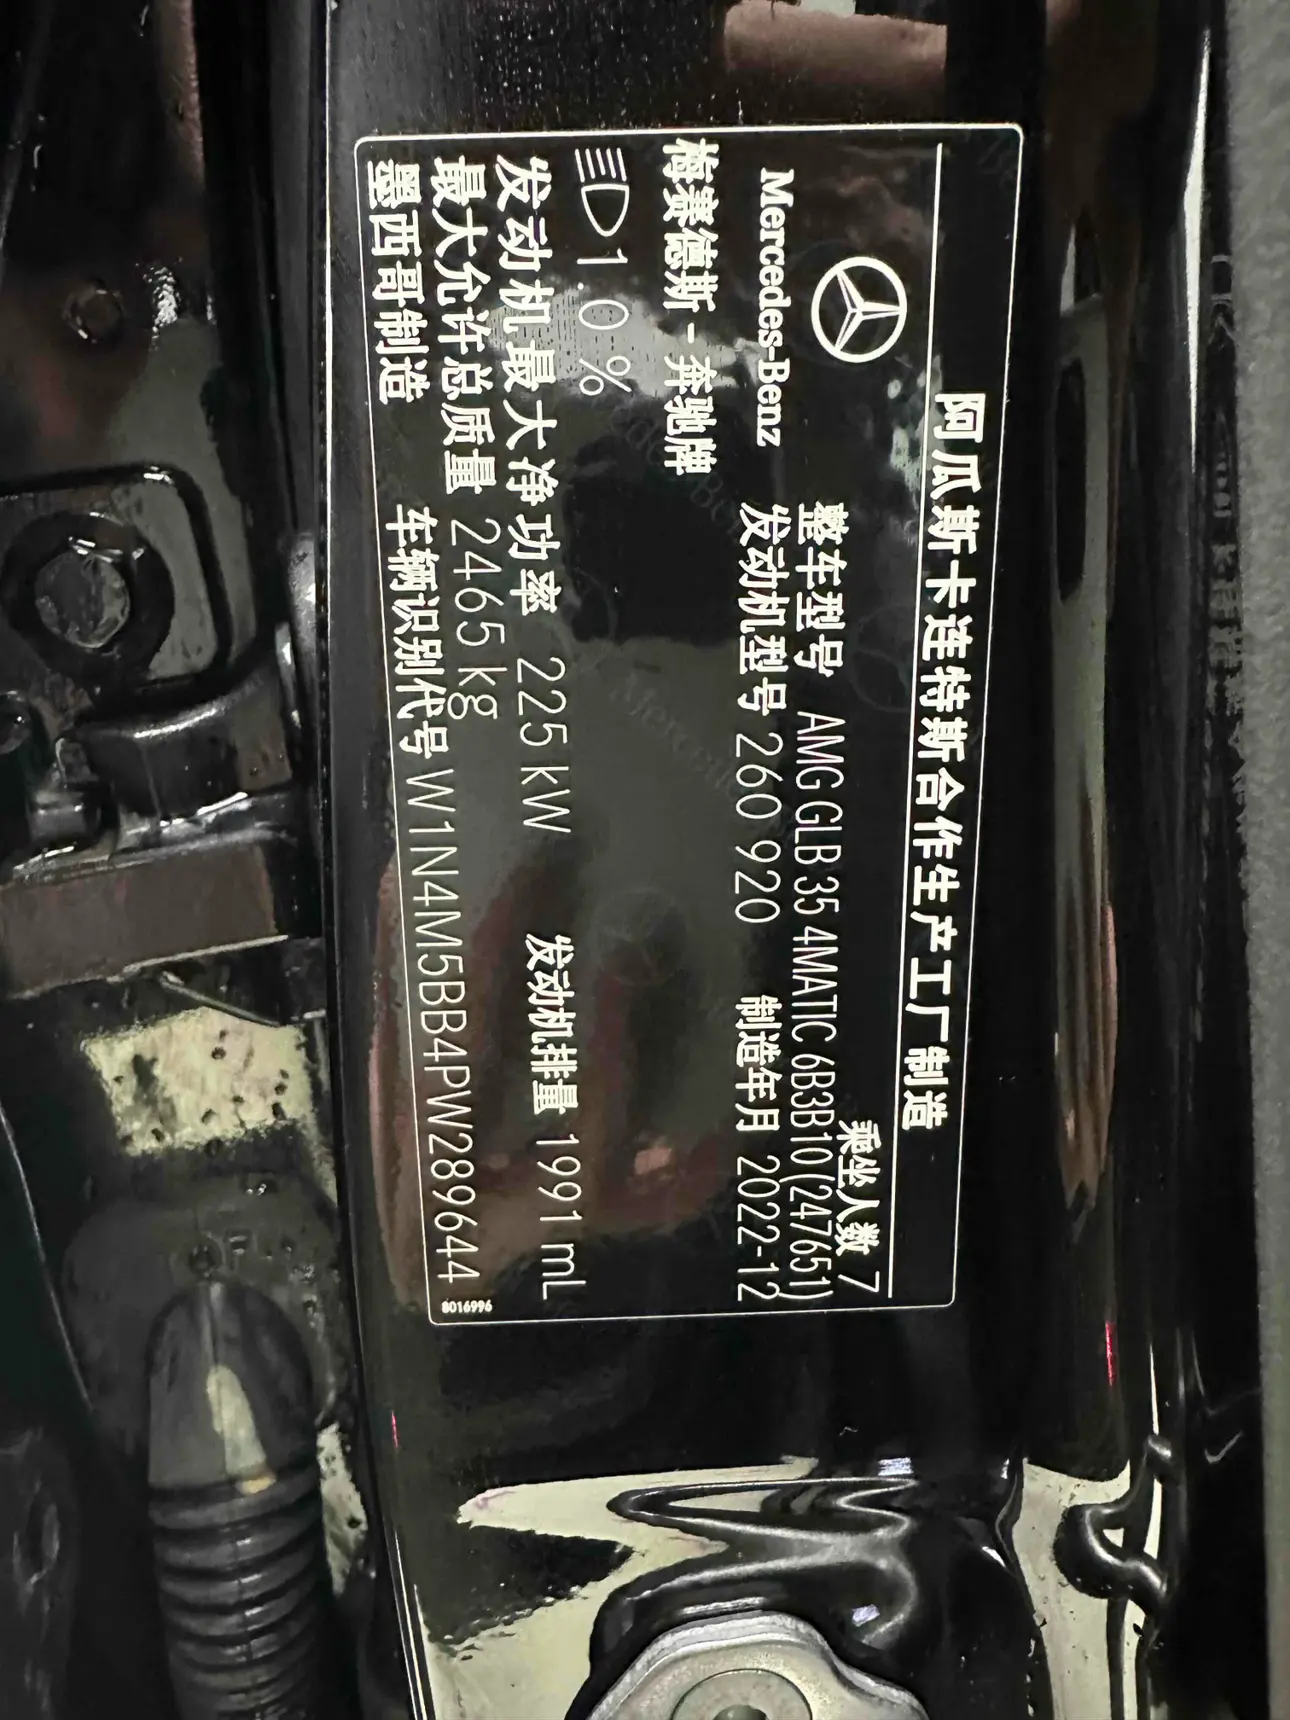 阿瓜斯卡连特斯合作生产工厂制造
乘坐人数 7
Mercedes-Benz 整车型号 AMG GLB 35 4MATIC 6B3B10(247651)
发动机型号 260 920 制造年月 2022-12
梅赛德斯-奔驰牌
1.0 %
发动机最大净功率 225 kW 发动机排量 1991 mL
最大允许总质量 2465 kg
墨西哥制造 车辆识别代号 W1N4M5BB4PW289644
8016996